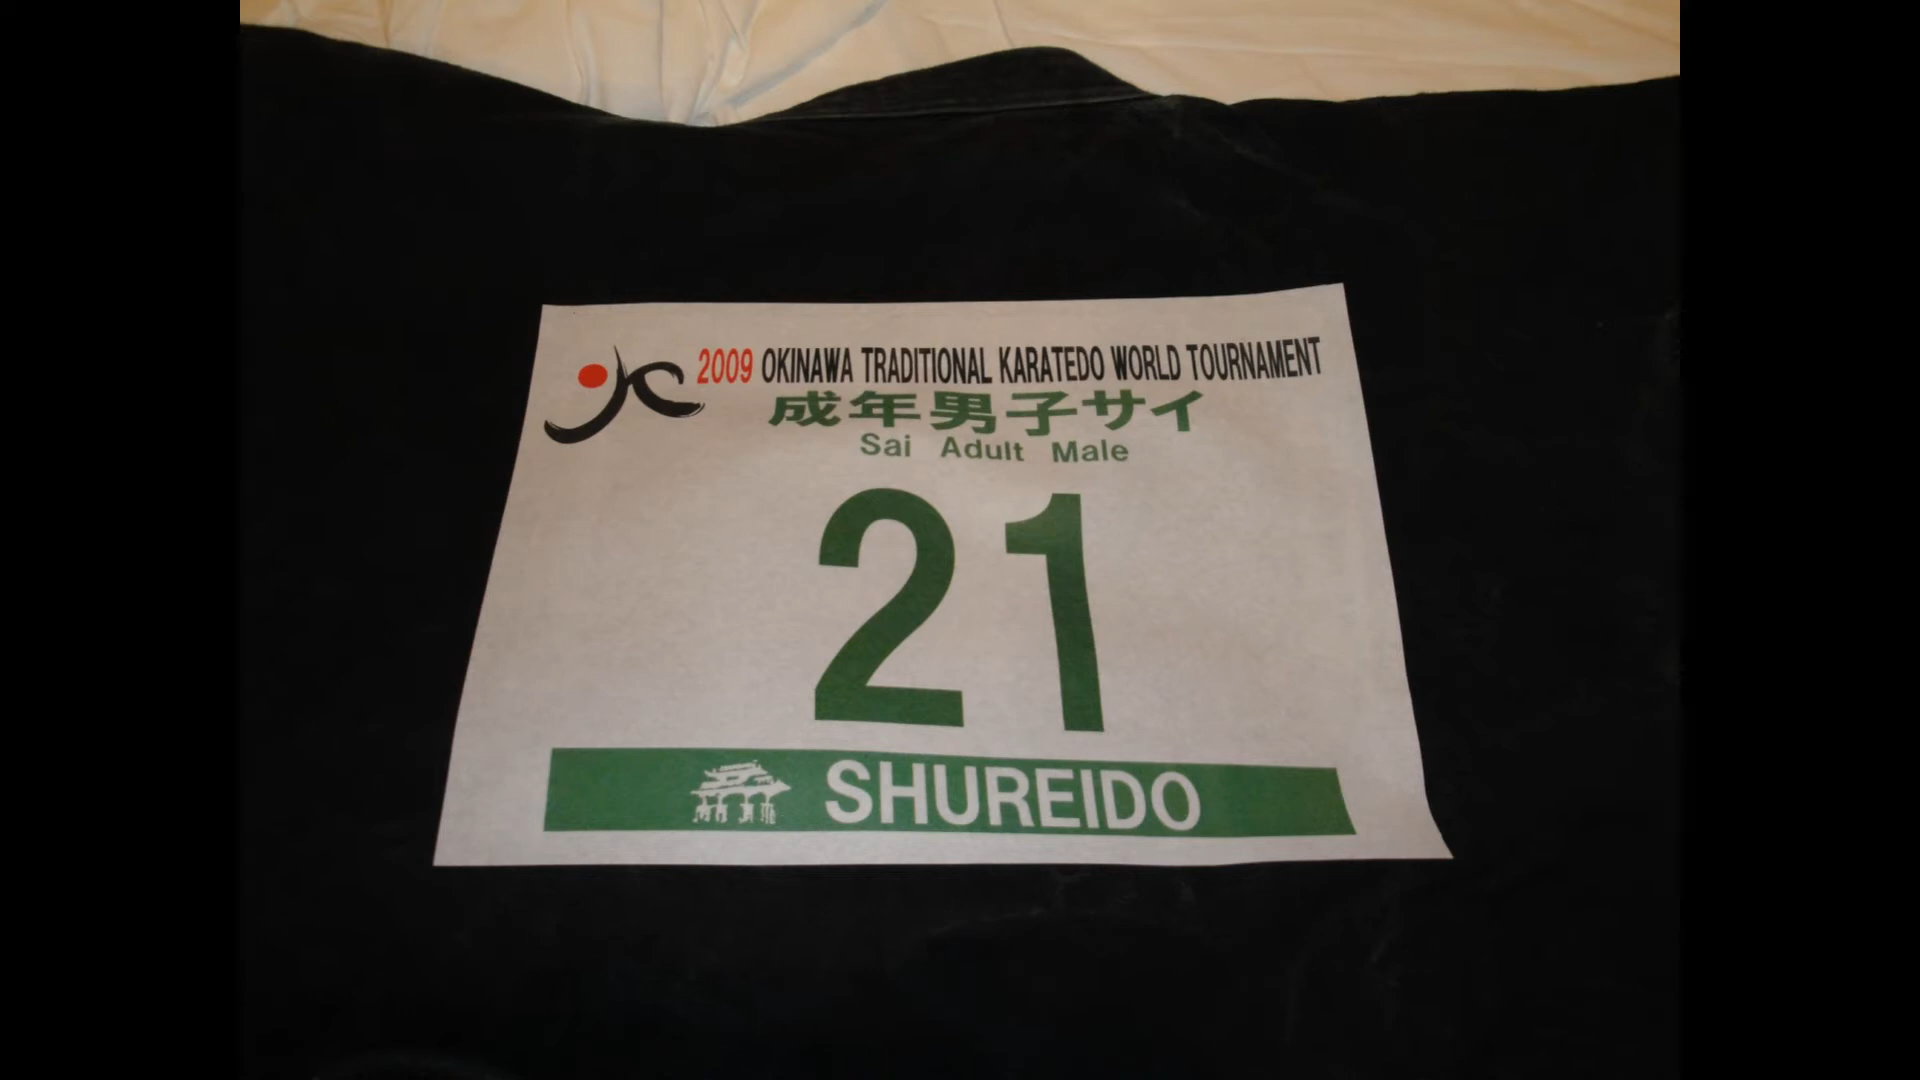 2009 OKINAWA TRADITIONAL KARATEDO WORLD TOURNAMENT
成年男子サイ
Sai Adult Male
21
SHUREIDO